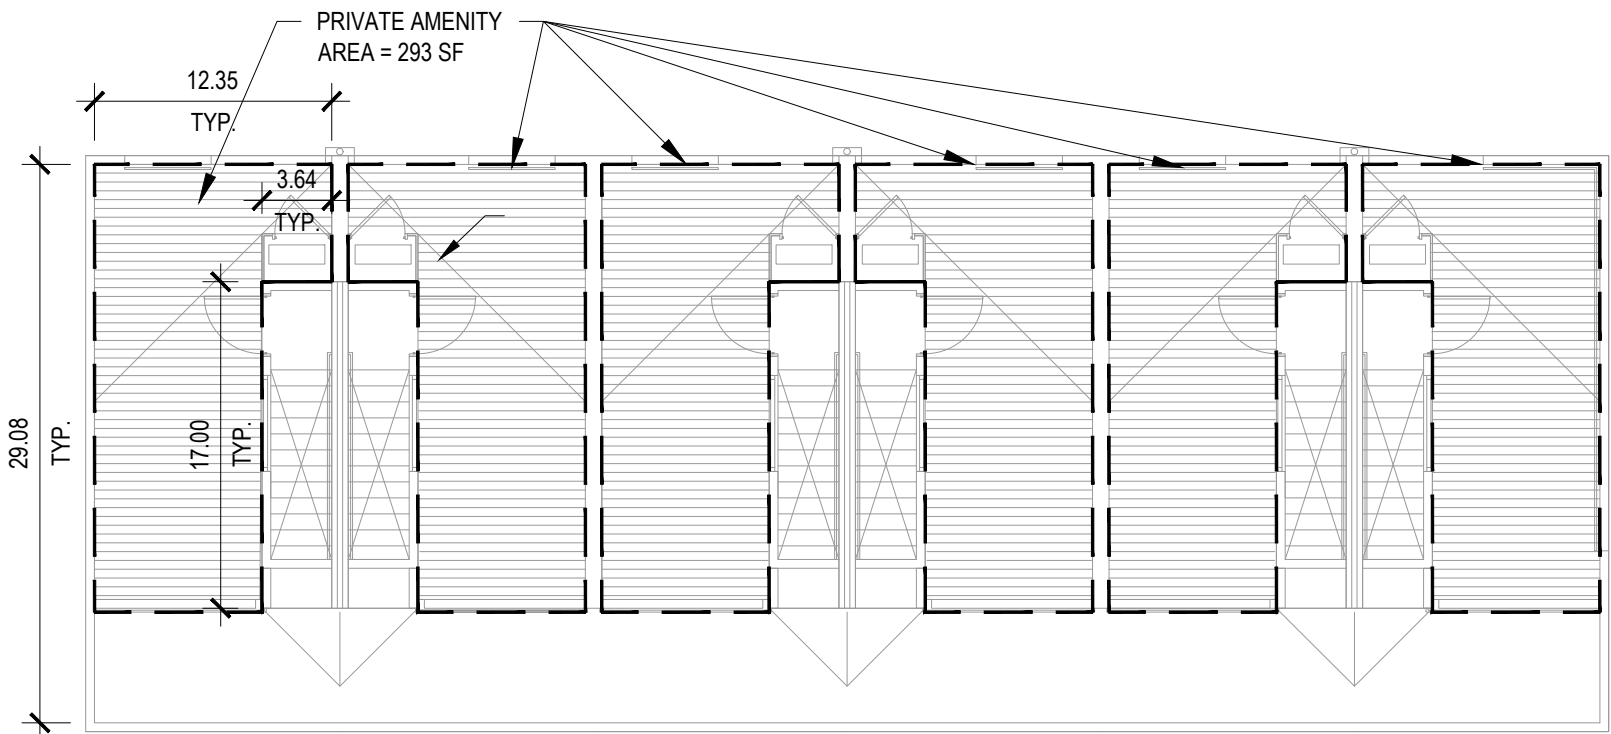 PRIVATE AMENITY
AREA = 293 SF
12.35
TYP.
3.64
TYP.
29.08
TYP.
17.00
TYP.